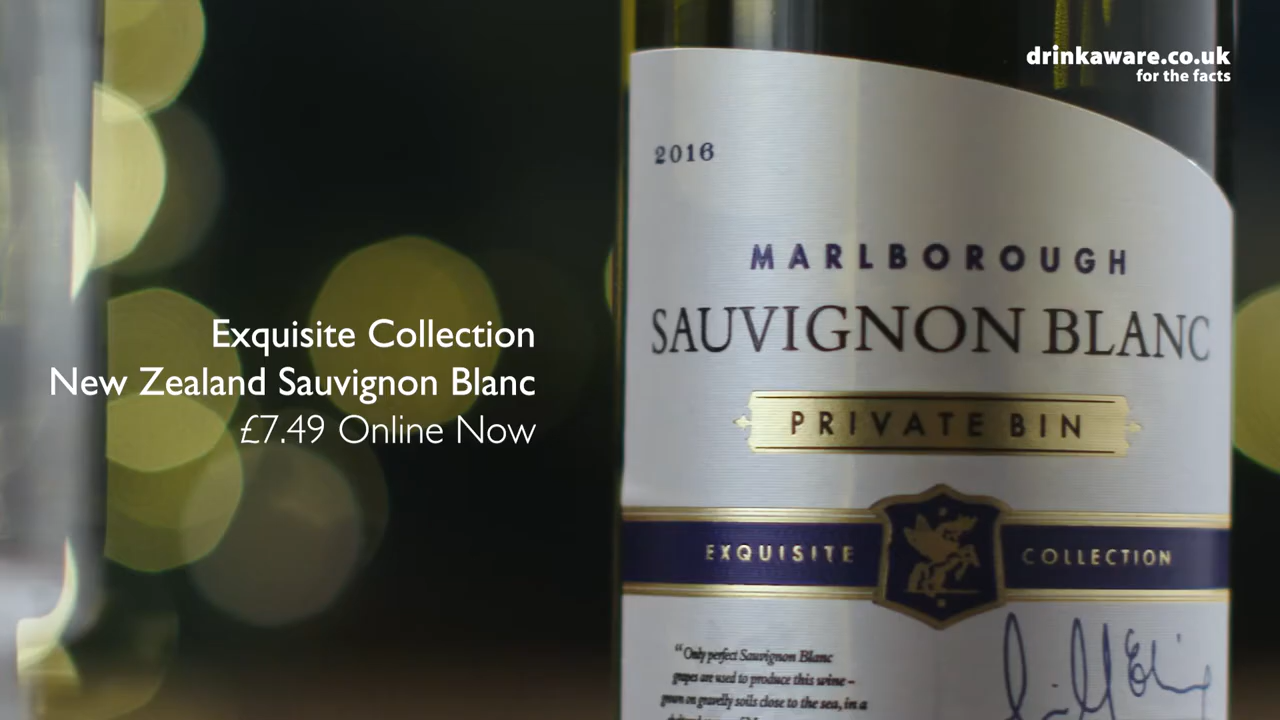 drinkaware.co.uk
for the facts
2016
MARLBOROUGH
SAUVIGNON BLANC
PRIVATE BIN
EXQUISITE COLLECTION
Exquisite Collection
New Zealand Sauvignon Blanc
£7.49 Online Now
“Only perfect Sauvignon Blanc
grapes are used to produce this wine –
grown on gravelly soils close to the sea, in a